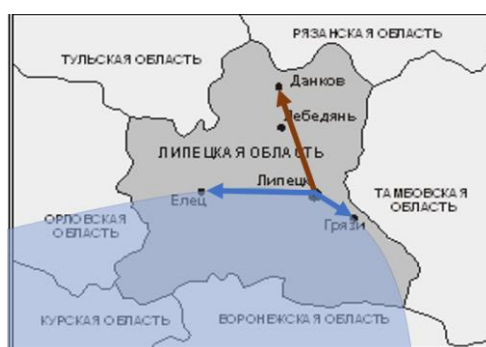 РЯЗАНСКАЯ ОБЛАСТЬ
ТУЛЬСКАЯ ОБЛАСТЬ
Данков
Лебедянь
ЛИПЕЦКАЯ ОБЛАСТЬ
Липецк
Елец
ТАМБОВСКАЯ
ОБЛАСТЬ
ОРЛОВСКАЯ
ОБЛАСТЬ
Грязи
КУРСКАЯ ОБЛАСТЬ
ВОРОНЕЖСКАЯ ОБЛАСТЬ